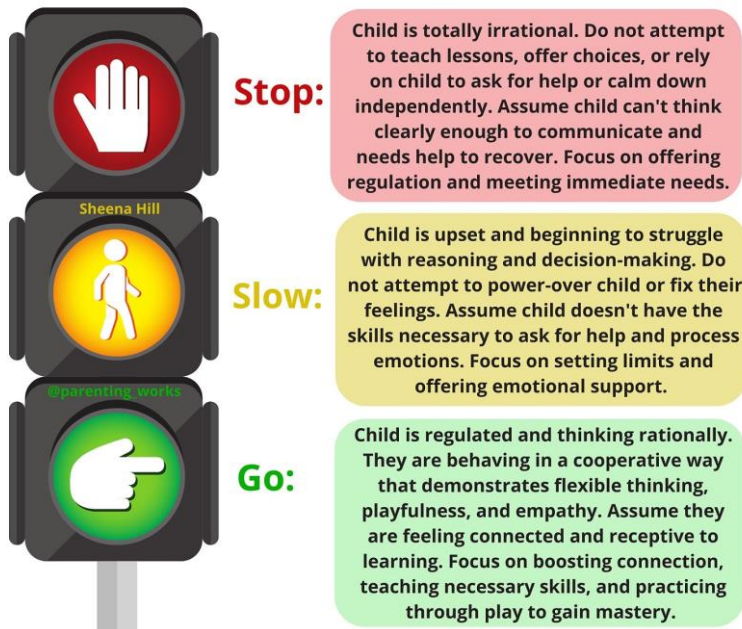 Stop:
Child is totally irrational. Do not attempt
to teach lessons, offer choices, or rely
on child to ask for help or calm down
independently. Assume child can't think
clearly enough to communicate and
needs help to recover. Focus on offering
regulation and meeting immediate needs.
Sheena Hill
Slow:
Child is upset and beginning to struggle
with reasoning and decision-making. Do
not attempt to power-over child or fix their
feelings. Assume child doesn't have the
skills necessary to ask for help and process
emotions. Focus on setting limits and
offering emotional support.
@parenting_works
Go:
Child is regulated and thinking rationally.
They are behaving in a cooperative way
that demonstrates flexible thinking,
playfulness, and empathy. Assume they
are feeling connected and receptive to
learning. Focus on boosting connection,
teaching necessary skills, and practicing
through play to gain mastery.